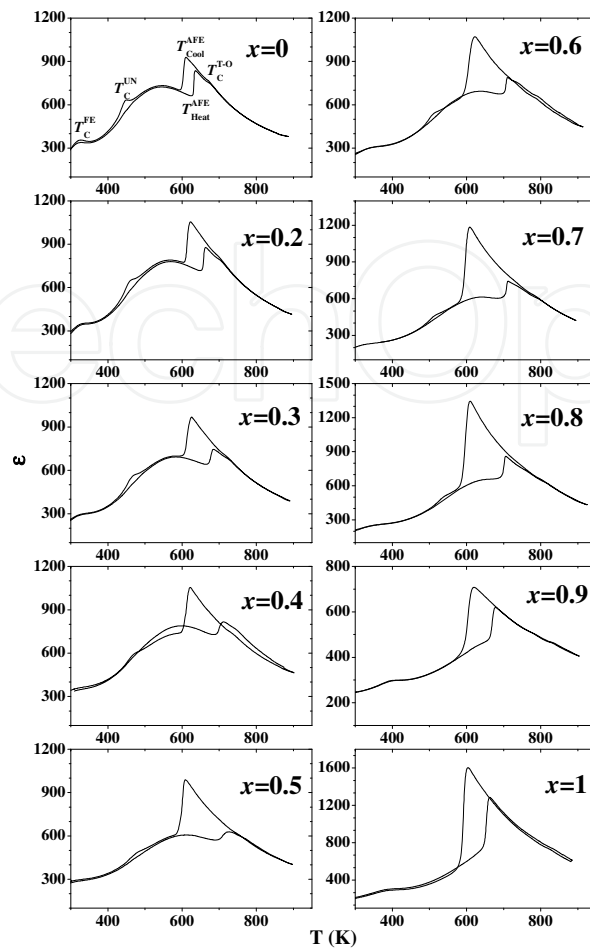 1200
900
600
300
T_C^FE
T_C^UN
T_Cool^AFE
T_Heat^AFE
T_C^T-O
x=0
400 600 800
1200
900
600
300
x=0.6
400 600 800
1200
900
600
300
x=0.2
400 600 800
1200
900
600
300
x=0.7
400 600 800
echOp
1200
900
600
300
x=0.3
400 600 800
1500
1200
900
600
300
x=0.8
400 600 800
ε
1200
900
600
300
x=0.4
400 600 800
800
600
400
200
x=0.9
400 600 800
1200
900
600
300
x=0.5
400 600 800
1600
1200
800
400
x=1
400 600 800
T (K)